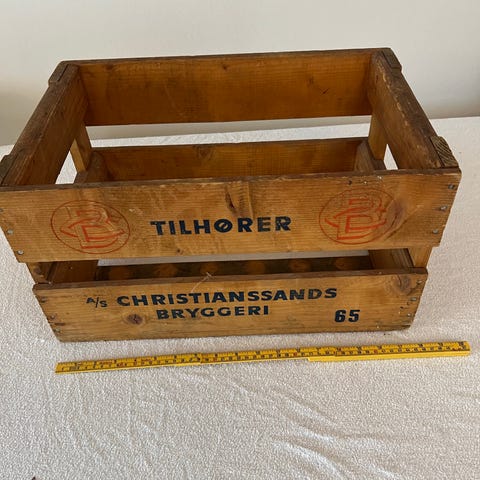 TILHØRER
A/S CHRISTIANSSANDS
BRYGGERI 65